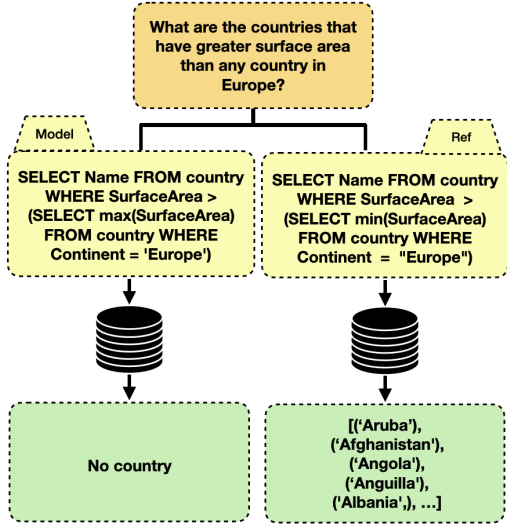 What are the countries that
have greater surface area
than any country in
Europe?
Model
Ref
SELECT Name FROM country
WHERE SurfaceArea >
(SELECT max(SurfaceArea)
FROM country WHERE
Continent = 'Europe')
SELECT Name FROM country
WHERE SurfaceArea >
(SELECT min(SurfaceArea)
FROM country WHERE
Continent = "Europe")
No country
[(‘Aruba’),
(‘Afghanistan'),
(‘Angola’),
(‘Anguilla’),
('Albania',), …]